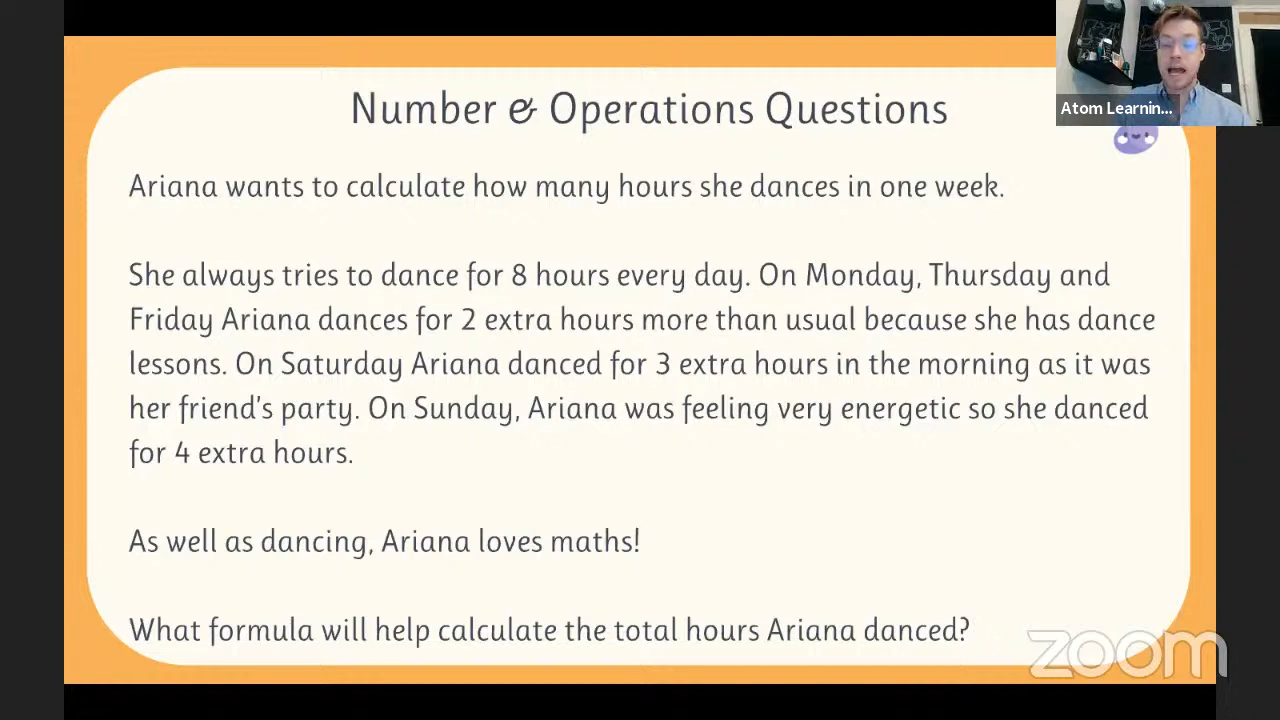 Number & Operations Questions
Atom Learnin...
Ariana wants to calculate how many hours she dances in one week.
She always tries to dance for 8 hours every day. On Monday, Thursday and
Friday Ariana dances for 2 extra hours more than usual because she has dance
lessons. On Saturday Ariana danced for 3 extra hours in the morning as it was
her friend's party. On Sunday, Ariana was feeling very energetic so she danced
for 4 extra hours.
As well as dancing, Ariana loves maths!
What formula will help calculate the total hours Ariana danced?
zoom